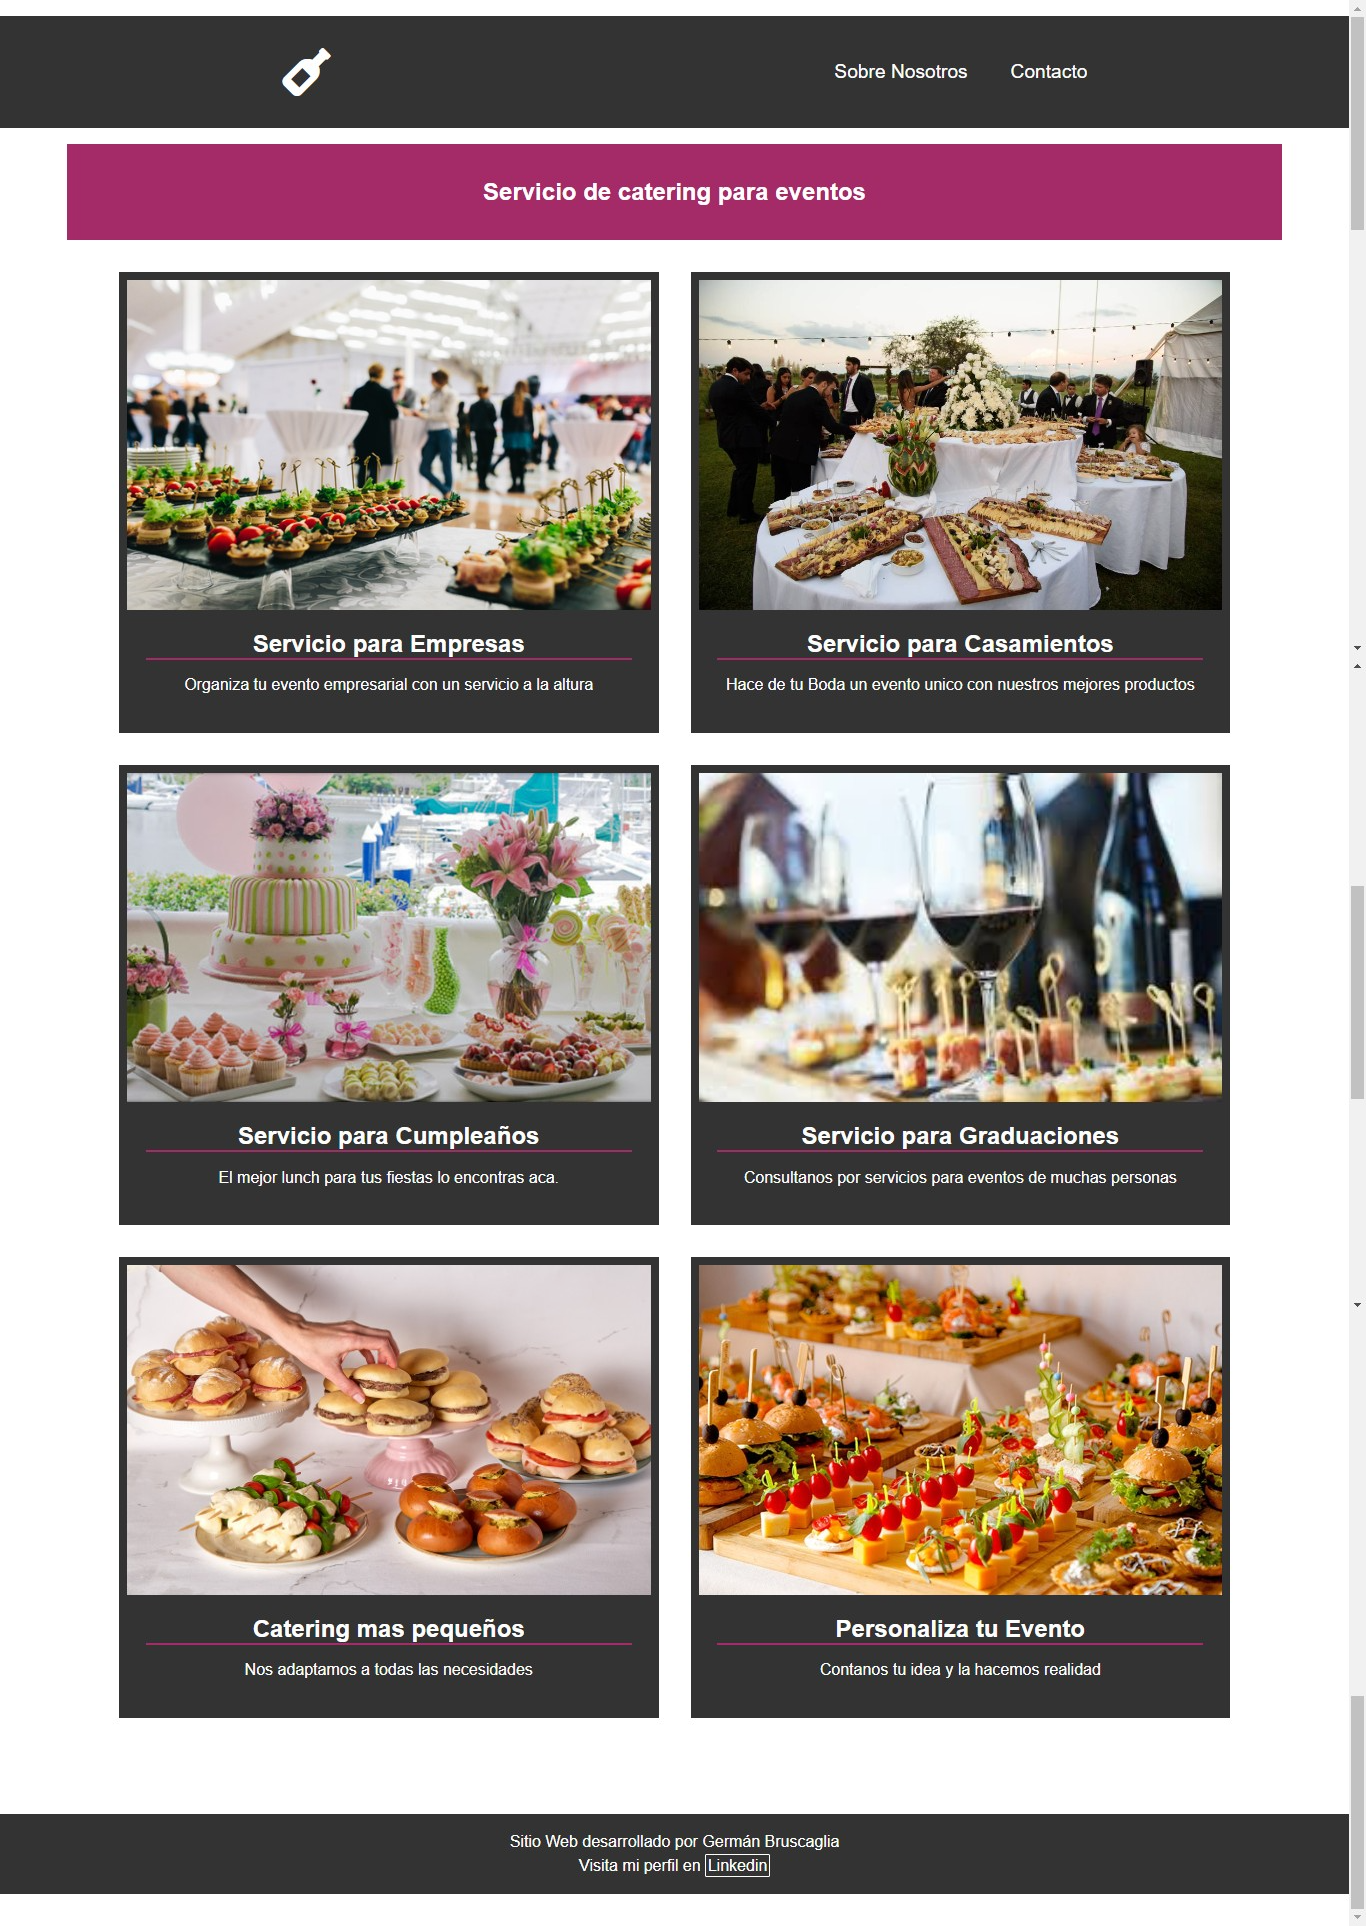 Sobre Nosotros Contacto
Servicio de catering para eventos
Servicio para Empresas
Organiza tu evento empresarial con un servicio a la altura
Servicio para Casamientos
Hace de tu Boda un evento unico con nuestros mejores productos
Servicio para Cumpleaños
El mejor lunch para tus fiestas lo encontras aca.
Servicio para Graduaciones
Consultanos por servicios para eventos de muchas personas
Catering mas pequeños
Nos adaptamos a todas las necesidades
Personaliza tu Evento
Contanos tu idea y la hacemos realidad
Sitio Web desarrollado por Germán Bruscaglia
Visita mi perfil en Linkedin